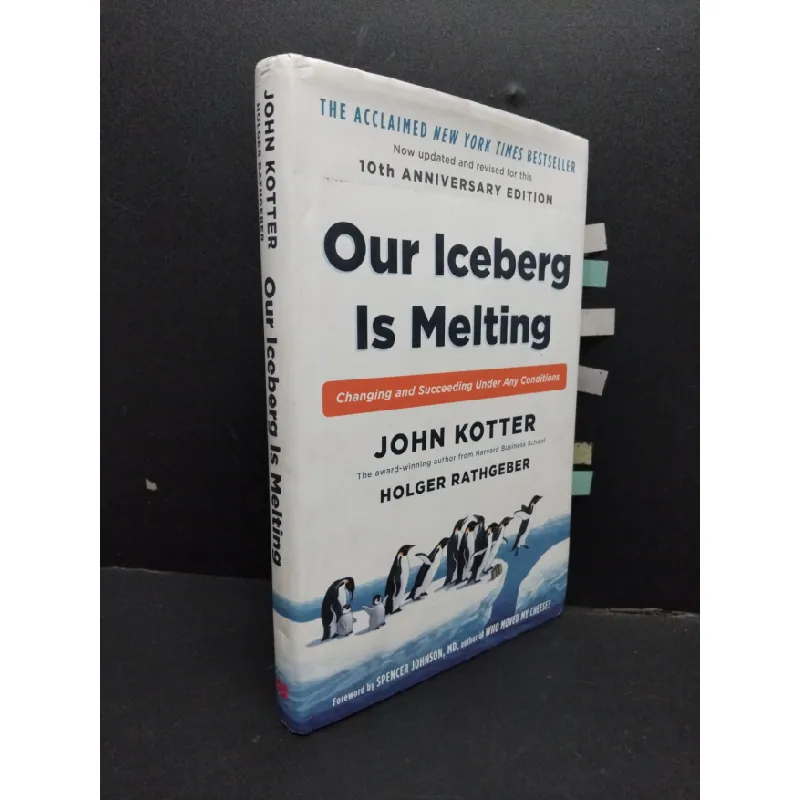 THE ACCLAIMED NEW YORK TIMES BESTSELLER
Now updated and revised for this
10th ANNIVERSARY EDITION
Our Iceberg
Is Melting
Changing and Succeeding Under Any Conditions
JOHN KOTTER
The award-winning author from Harvard Business School
HOLGER RATHGEBER
Foreword by SPENCER JOHNSON, MD, author of WHO MOVED MY CHEESE?
JOHN KOTTER
HOLGER RATHGEBER
Our Iceberg Is Melting